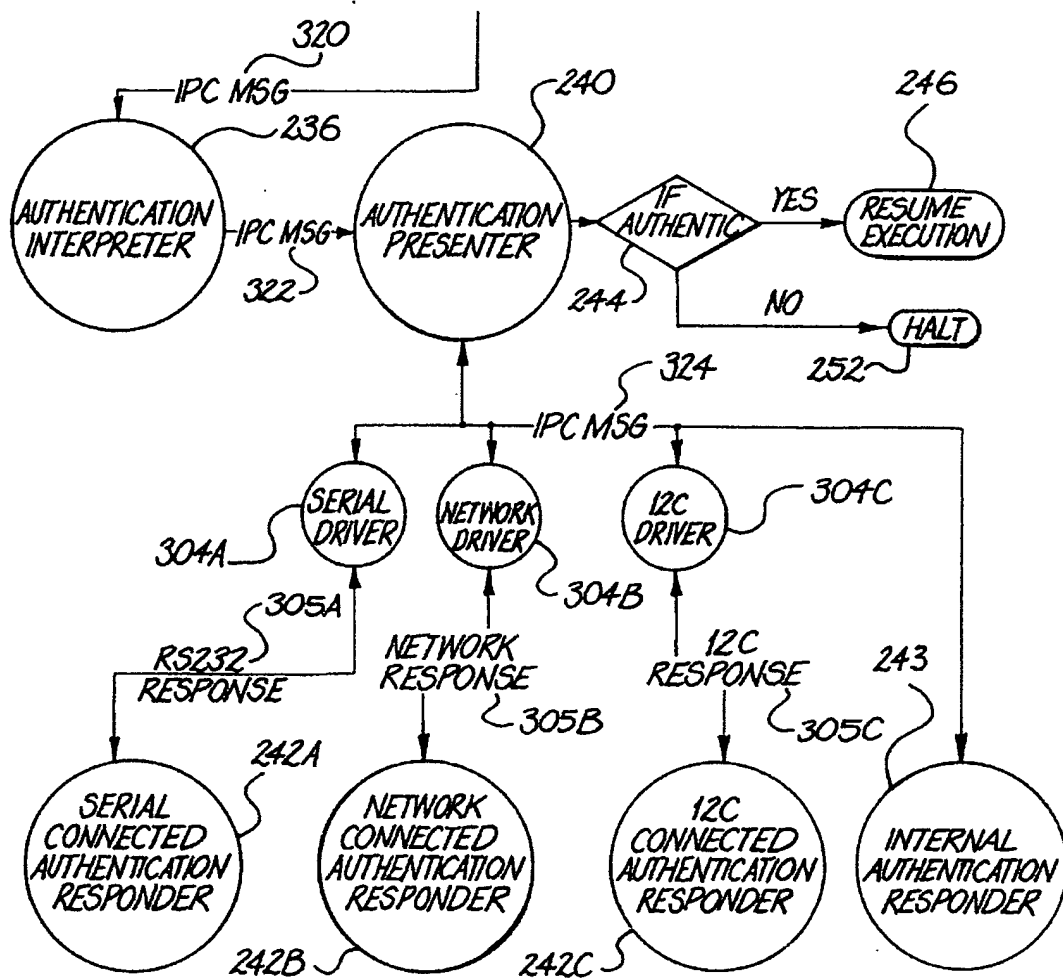 320
IPC MSG
236
240
246
AUTHENTICATION
INTERPRETER
IPC MSG
322
AUTHENTICATION
PRESENTER
IF
AUTHENTIC
244
YES
RESUME
EXECUTION
NO
HALT
252
324
IPC MSG
SERIAL
DRIVER
304A
NETWORK
DRIVER
304B
12C
DRIVER
304C
305A
RS232
RESPONSE
NETWORK
RESPONSE
305B
12C
RESPONSE
305C
243
242A
SERIAL
CONNECTED
AUTHENTICATION
RESPONDER
NETWORK
CONNECTED
AUTHENTICATION
RESPONDER
242B
12C
CONNECTED
AUTHENTICATION
RESPONDER
242C
INTERNAL
AUTHENTICATION
RESPONDER